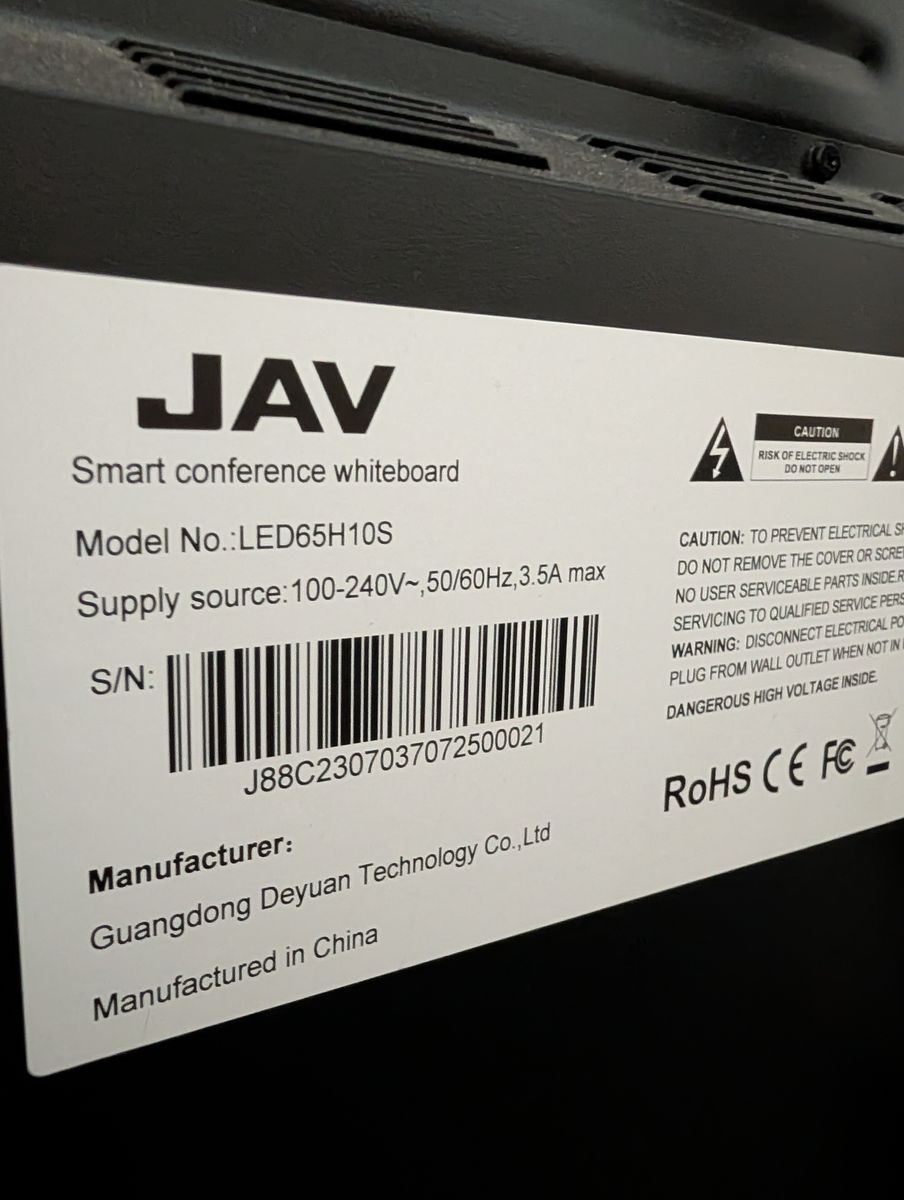 JAV
Smart conference whiteboard
Model No.:LED65H10S
Supply source:100-240V~,50/60Hz,3.5A max
S/N:
J88C2307037072500021
Manufacturer:
Guangdong Deyuan Technology Co.,Ltd
Manufactured in China
CAUTION
RISK OF ELECTRIC SHOCK
DO NOT OPEN
CAUTION: TO PREVENT ELECTRICAL
DO NOT REMOVE THE COVER OR
NO USER SERVICEABLE PARTS INSIDE.
SERVICING TO QUALIFIED SERVICE
WARNING: DISCONNECT ELECTRICAL
PLUG FROM WALL OUTLET WHEN NOT IN
DANGEROUS HIGH VOLTAGE INSIDE.
RoHS CE FC